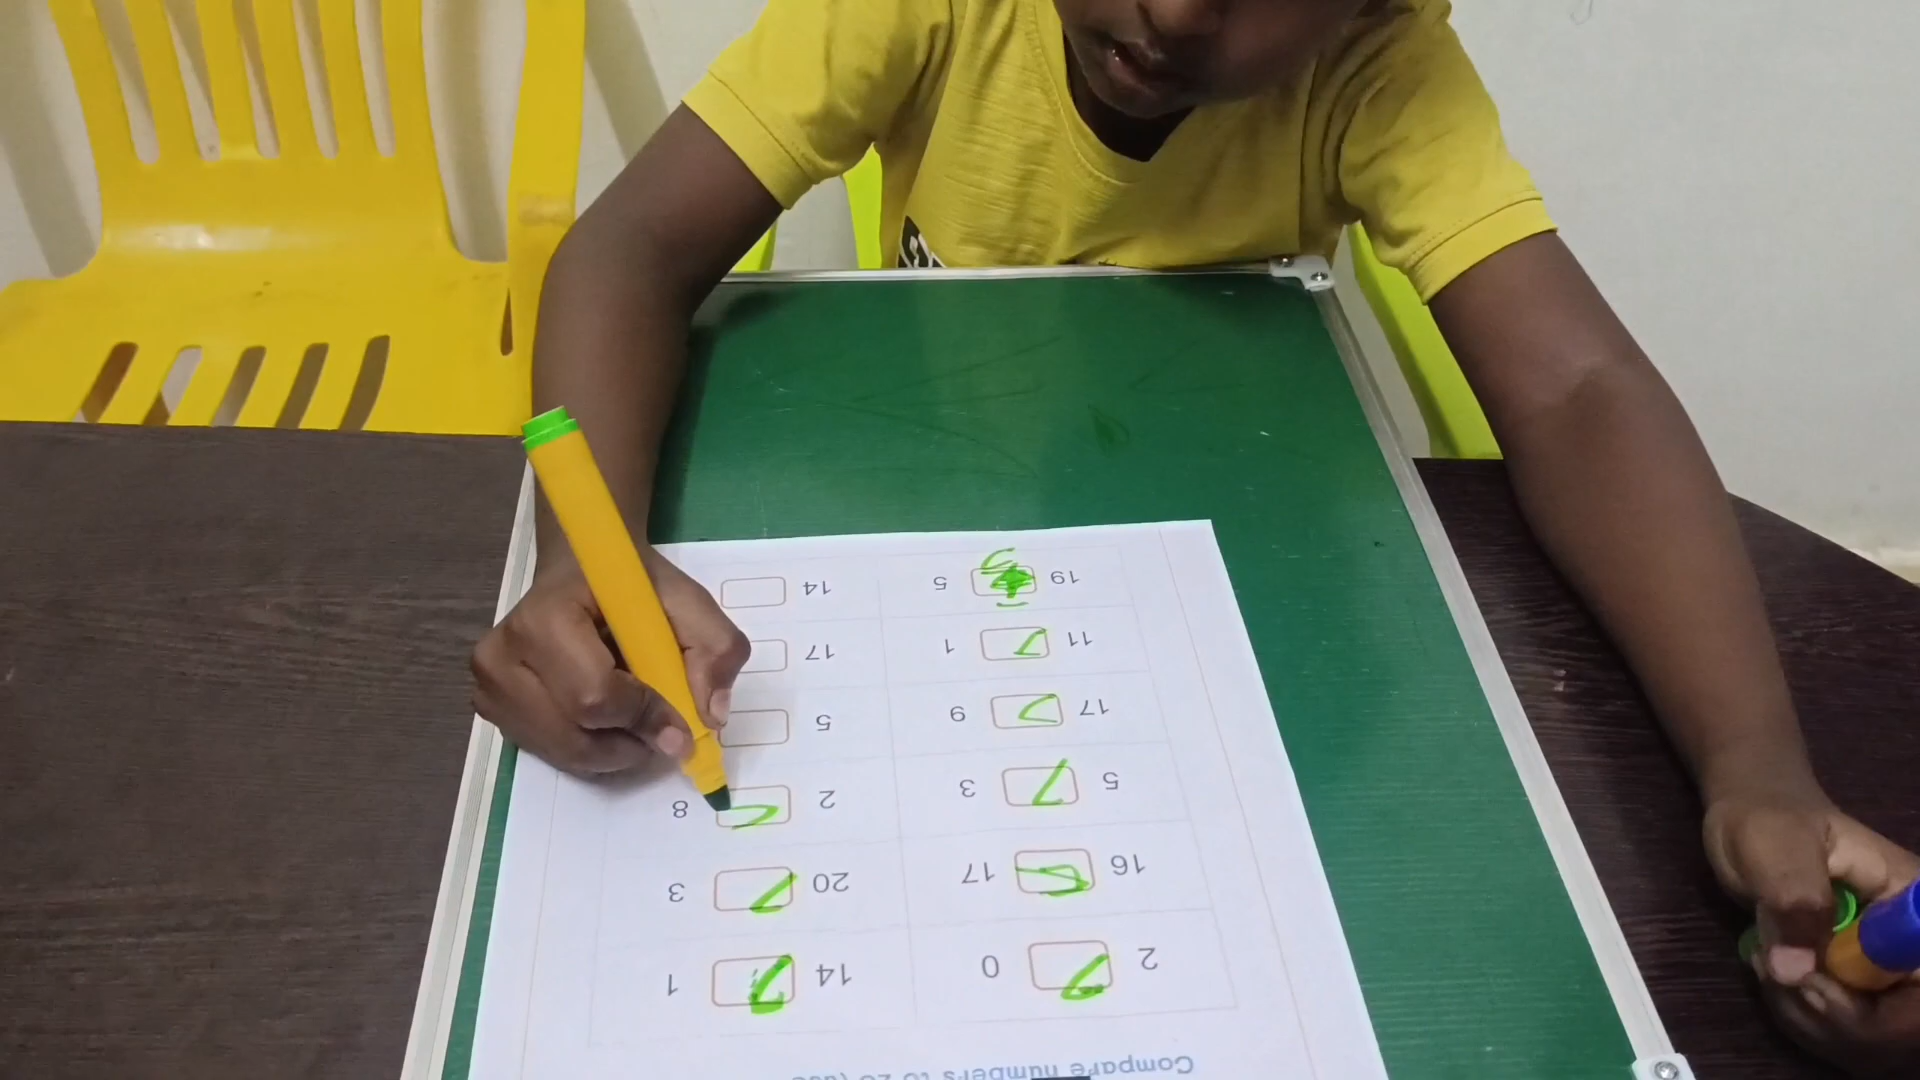 Compare numbers to 20
2 > 0 14 > 1
16 < 17 20 > 3
5 > 3 2 < 8
17 > 9 5
11 > 1 17
19 5 14